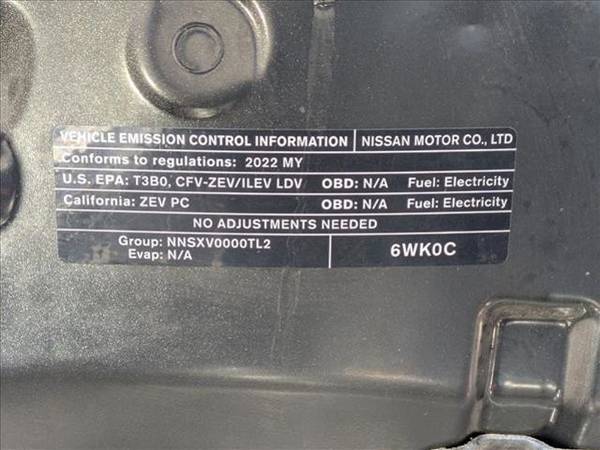 VEHICLE EMISSION CONTROL INFORMATION NISSAN MOTOR CO., LTD
Conforms to regulations: 2022 MY
U.S. EPA: T3B0, CFV-ZEV/ILEV LDV OBD: N/A Fuel: Electricity
California: ZEV PC OBD: N/A Fuel: Electricity
NO ADJUSTMENTS NEEDED
Group: NNSXV0000TL2
Evap: N/A
6WK0C